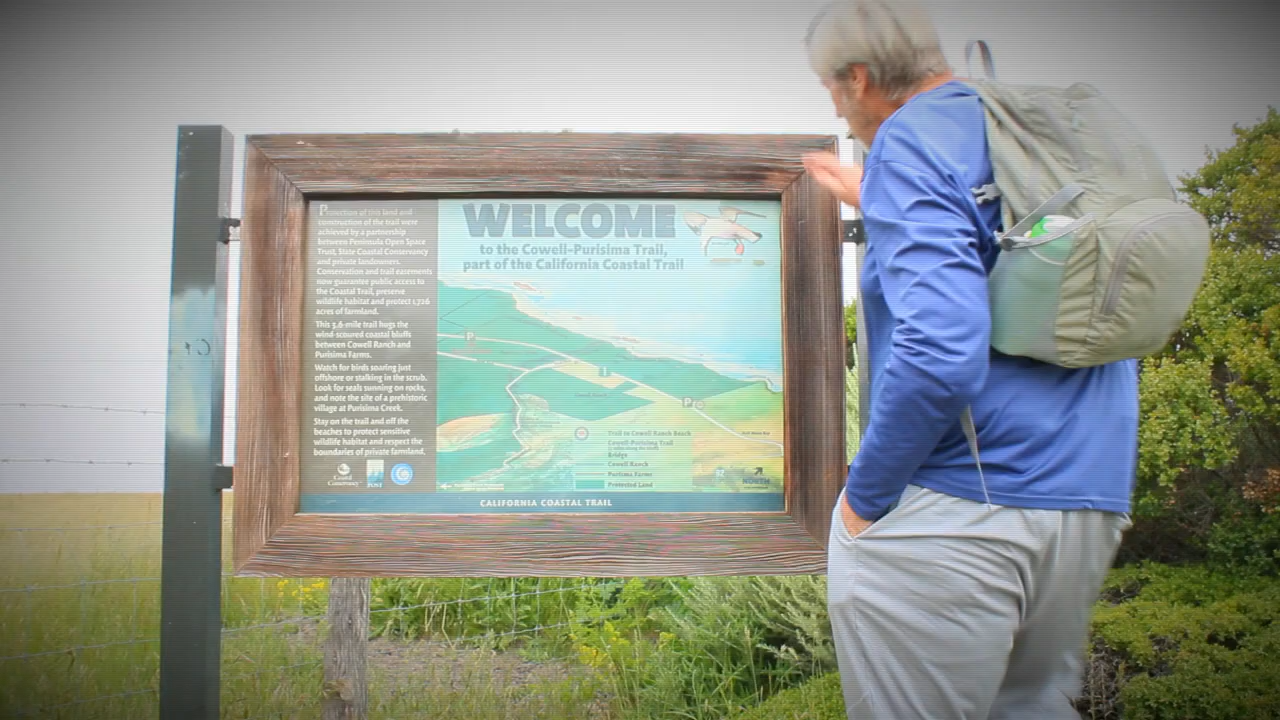 Protection of this land and
construction of the trail were
achieved by a partnership
between Peninsula Open Space
Trust, State Coastal Conservancy
and private landowners.
Conservation and trail easements
now guarantee public access to
the Coastal Trail, preserve
wildlife habitat and protect 1,226
acres of farmland.
This 3.6-mile trail hugs the
wind-scoured coastal bluffs
between Cowell Ranch and
Purisima Farms.
Watch for birds soaring just
offshore or stalking in the scrub.
Look for seals sunning on rocks,
and note the site of a prehistoric
village at Purisima Creek.
Stay on the trail and off the
beaches to protect sensitive
wildlife habitat and respect the
boundaries of private farmland.
Coastal
Conservancy
POST
WELCOME
to the Cowell-Purisima Trail,
part of the California Coastal Trail
P
P
Trail to Cowell Ranch Beach
Cowell-Purisima Trail
Bridge
Cowell Ranch
Purisima Farms
Protected Land
NORTH
CALIFORNIA COASTAL TRAIL